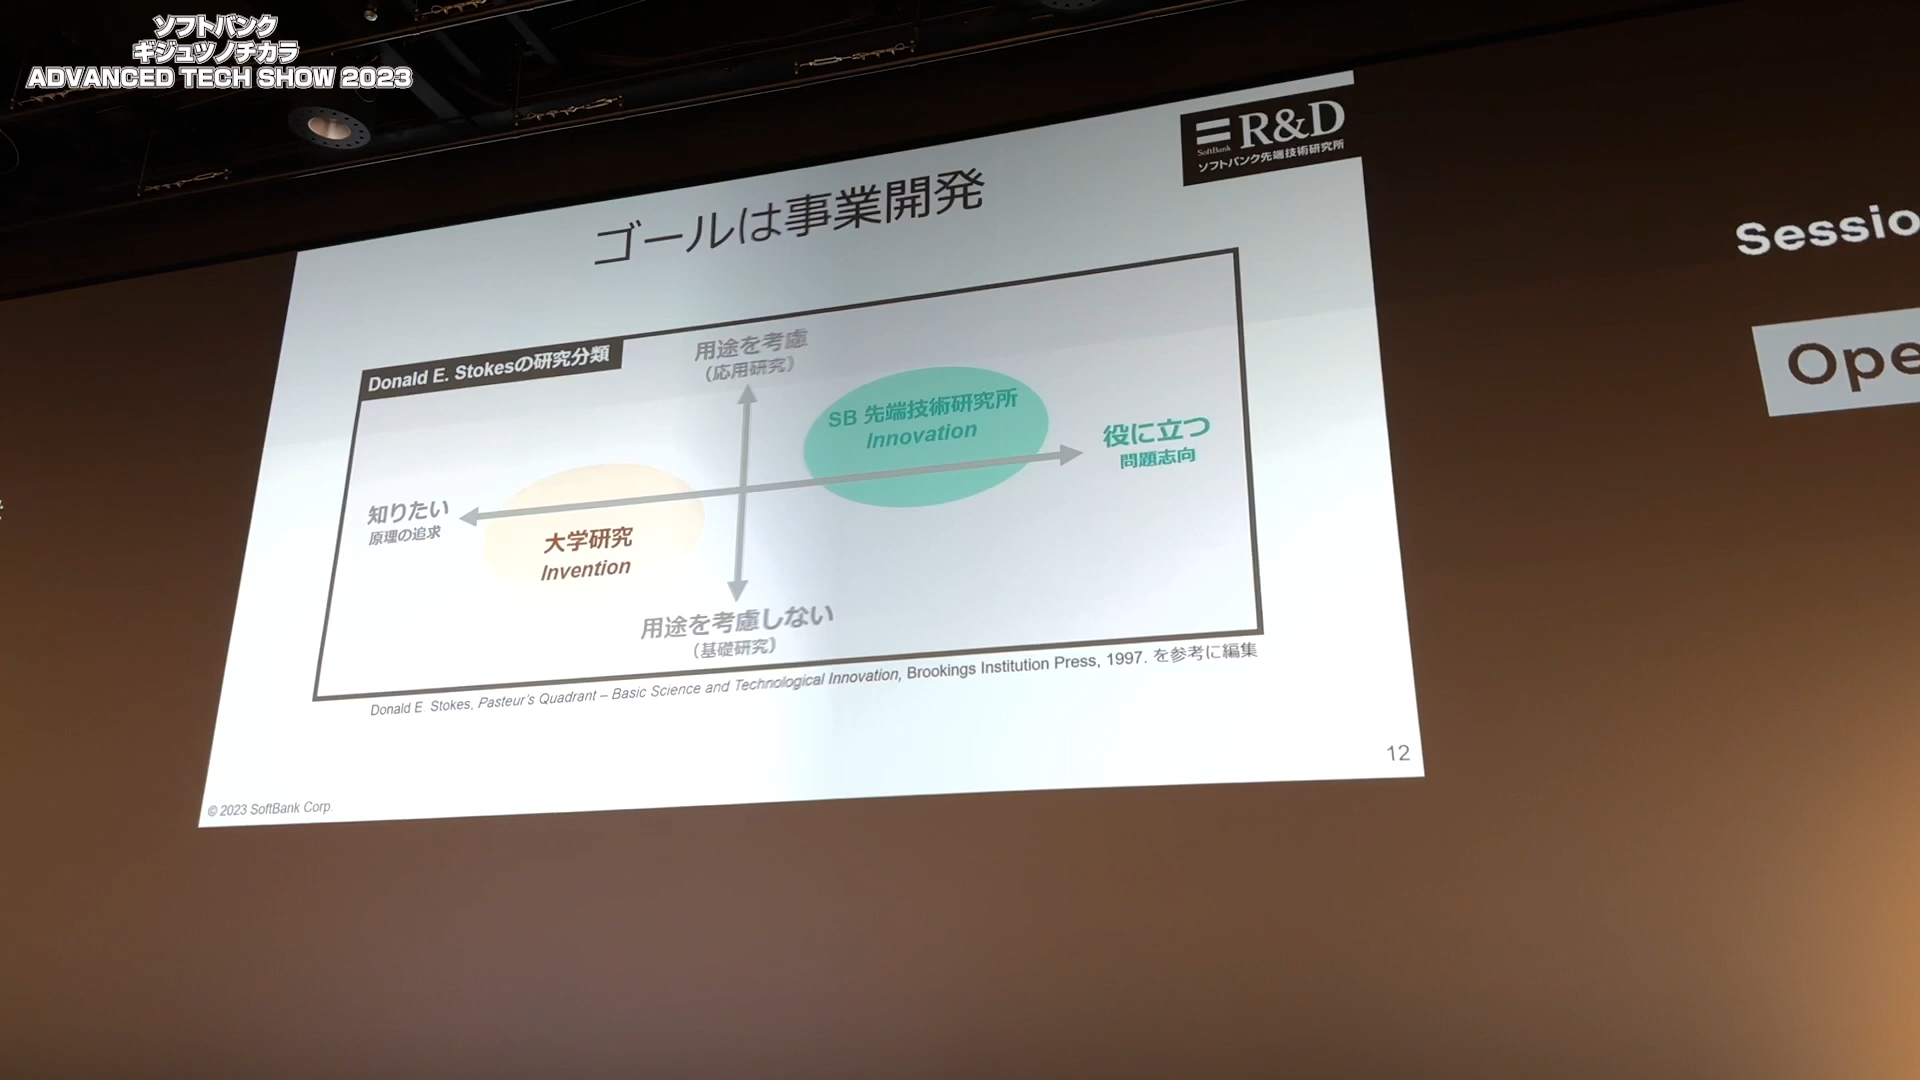 ソフトバンク
ギジュツノチカラ
ADVANCED TECH SHOW 2023
R&D
SoftBank
ソフトバンク先端技術研究所
ゴールは事業開発
Donald E. Stokesの研究分類
用途を考慮
(応用研究)
SB 先端技術研究所
Innovation
役に立つ
問題志向
知りたい
原理の追求
大学研究
Invention
用途を考慮しない
(基礎研究)
Donald E. Stokes, Pasteur's Quadrant – Basic Science and Technological Innovation, Brookings Institution Press, 1997. を参考に編集
12
© 2023 SoftBank Corp.
Sessio
Ope